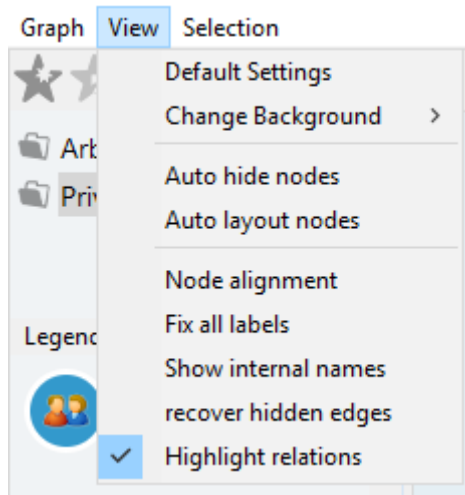 Graph View Selection
Default Settings
Change Background
Auto hide nodes
Auto layout nodes
Node alignment
Fix all labels
Show internal names
recover hidden edges
Highlight relations